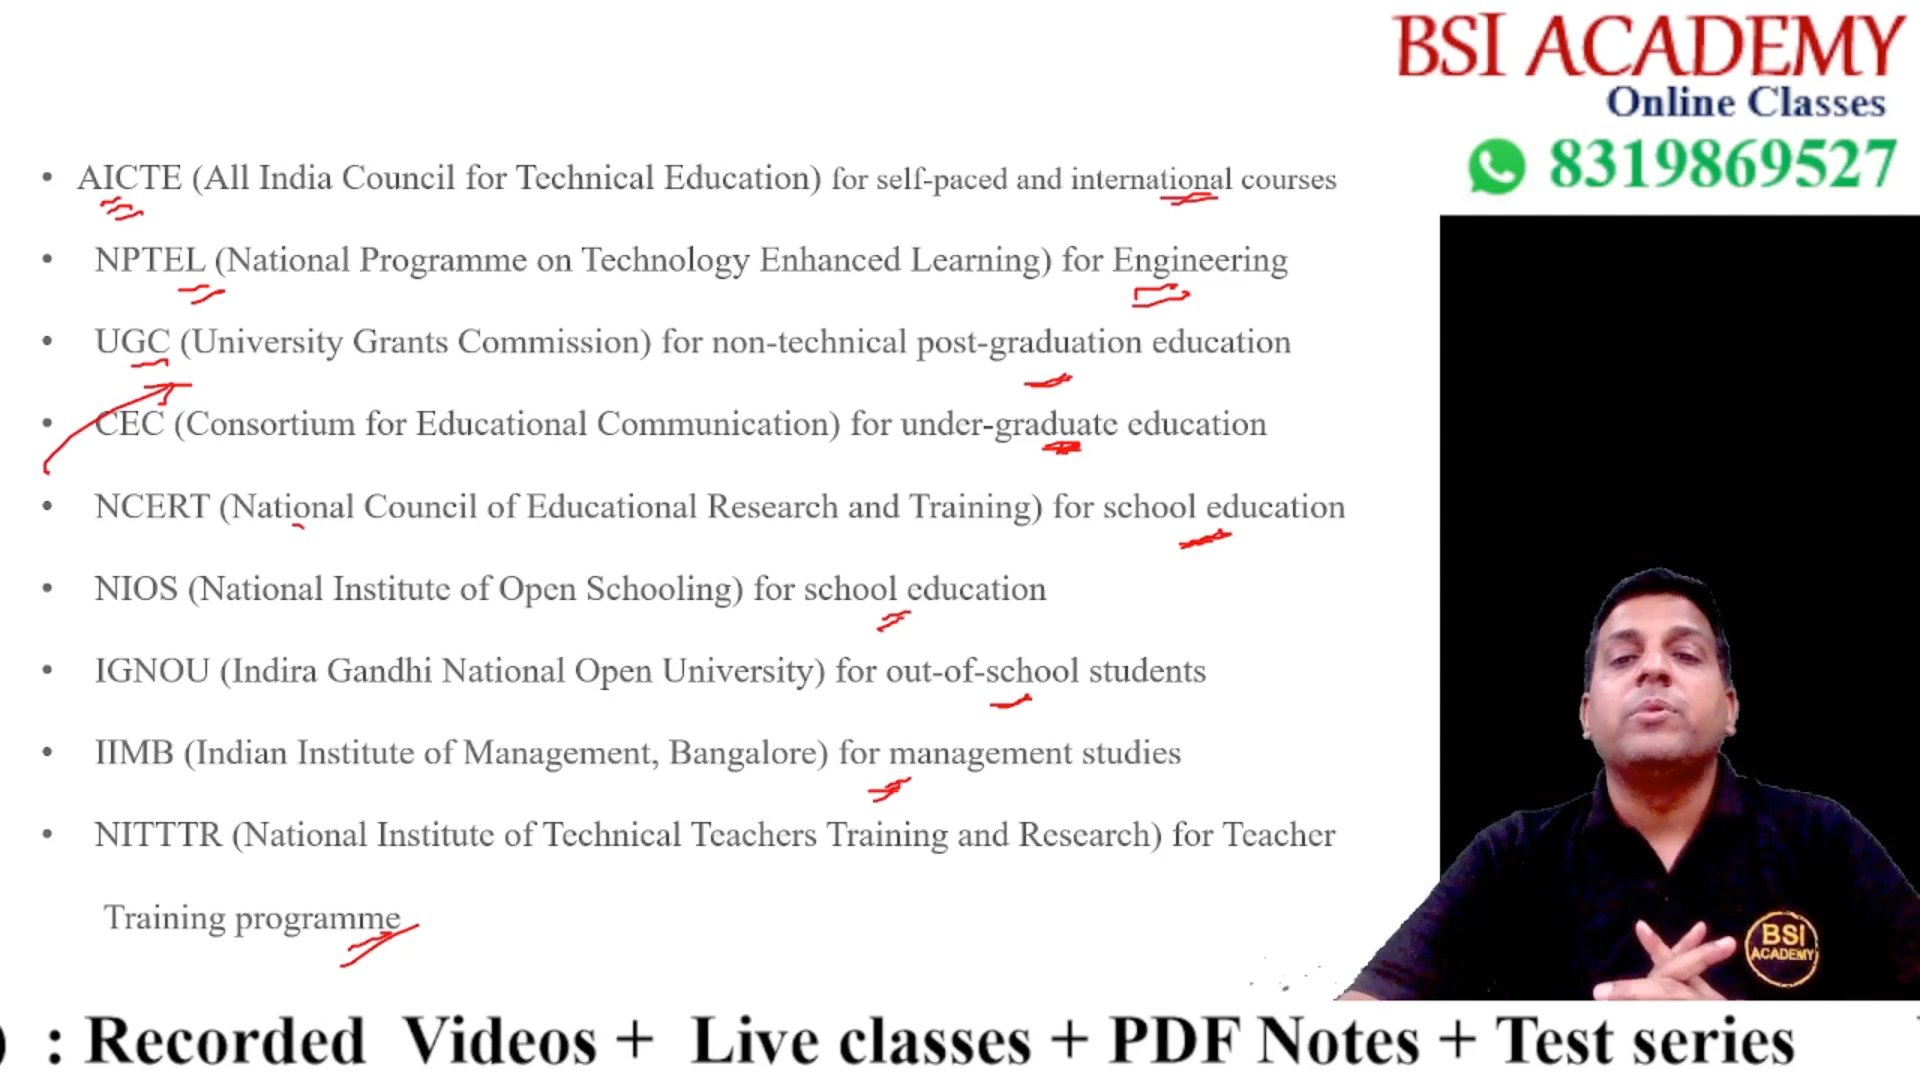 BSI ACADEMY
Online Classes
8319869527
• AICTE (All India Council for Technical Education) for self-paced and international courses
• NPTEL (National Programme on Technology Enhanced Learning) for Engineering
• UGC (University Grants Commission) for non-technical post-graduation education
• CEC (Consortium for Educational Communication) for under-graduate education
• NCERT (National Council of Educational Research and Training) for school education
• NIOS (National Institute of Open Schooling) for school education
• IGNOU (Indira Gandhi National Open University) for out-of-school students
• IIMB (Indian Institute of Management, Bangalore) for management studies
• NITTTR (National Institute of Technical Teachers Training and Research) for Teacher
Training programme
BSI
ACADEMY
) : Recorded Videos + Live classes + PDF Notes + Test series